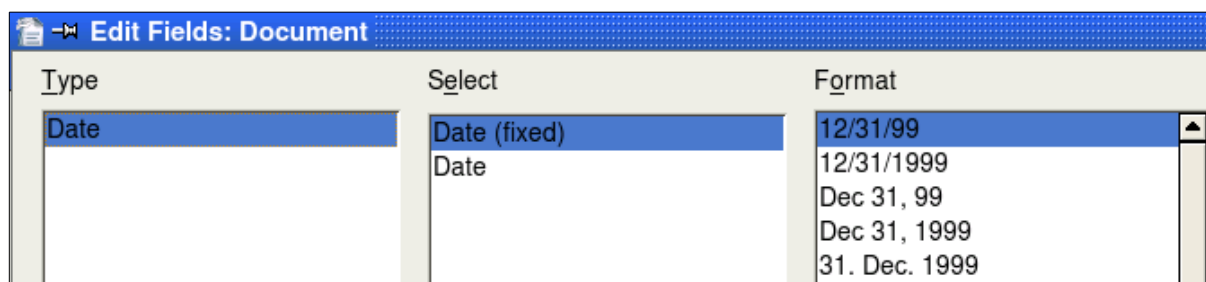 Edit Fields: Document
Type
Select
Format
Date
Date (fixed)
Date
12/31/99
12/31/1999
Dec 31, 99
Dec 31, 1999
31. Dec. 1999